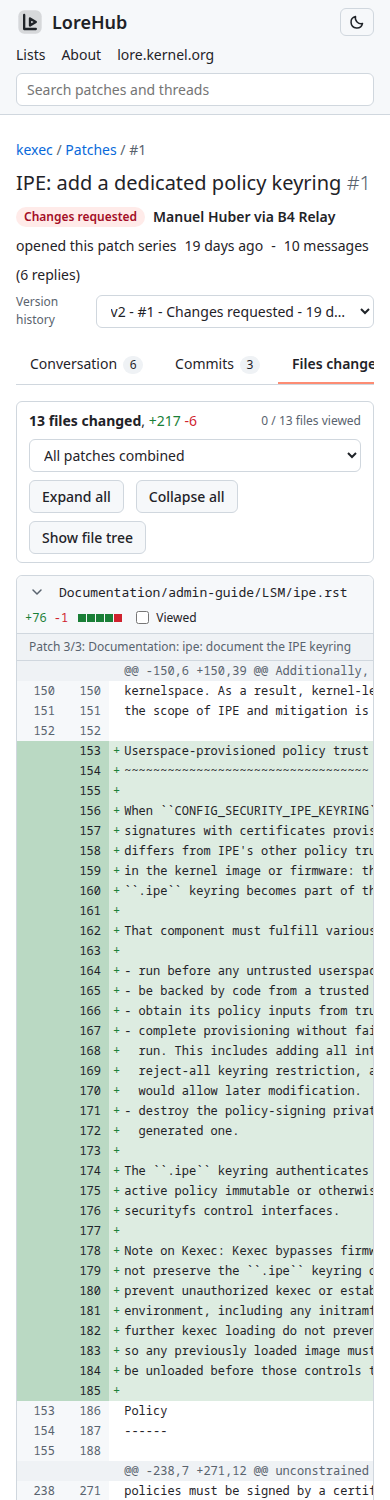 LoreHub
Lists About lore.kernel.org
Search patches and threads
kexec / Patches / #1
IPE: add a dedicated policy keyring #1
Changes requested Manuel Huber via B4 Relay
opened this patch series 19 days ago - 10 messages
(6 replies)
Version history
v2 - #1 - Changes requested - 19 d...
Conversation 6 Commits 3 Files change
13 files changed, +217 -6 0 / 13 files viewed
All patches combined
Expand all Collapse all
Show file tree
Documentation/admin-guide/LSM/ipe.rst
+76 -1 Viewed
Patch 3/3: Documentation: ipe: document the IPE keyring
@@ -150,6 +150,39 @@ Additionally,
150 150 kernelspace. As a result, kernel-le
151 151 the scope of IPE and mitigation is
152 152
153 + Userspace-provisioned policy trust
154 + ~~~~~~~~~~~~~~~~~~~~~~~~~~~~~~~~~~
155 +
156 + When ``CONFIG_SECURITY_IPE_KEYRING`
157 + signatures with certificates provis
158 + differs from IPE's other policy tru
159 + in the kernel image or firmware: th
160 + ``.ipe`` keyring becomes part of th
161 +
162 + That component must fulfill various
163 +
164 + - run before any untrusted userspac
165 + - be backed by code from a trusted
166 + - obtain its policy inputs from tru
167 + - complete provisioning without fai
168 + run. This includes adding all int
169 + reject-all keyring restriction, a
170 + would allow later modification.
171 + - destroy the policy-signing privat
172 + generated one.
173 +
174 + The ``.ipe`` keyring authenticates
175 + active policy immutable or otherwis
176 + securityfs control interfaces.
177 +
178 + Note on Kexec: Kexec bypasses firmw
179 + not preserve the ``.ipe`` keyring o
180 + prevent unauthorized kexec or estab
181 + environment, including any initramf
182 + further kexec loading do not preven
183 + so any previously loaded image must
184 + be unloaded before those controls t
185 +
153 186 Policy
154 187 ------
155 188
@@ -238,7 +271,12 @@ unconstrained
238 271 policies must be signed by a certif